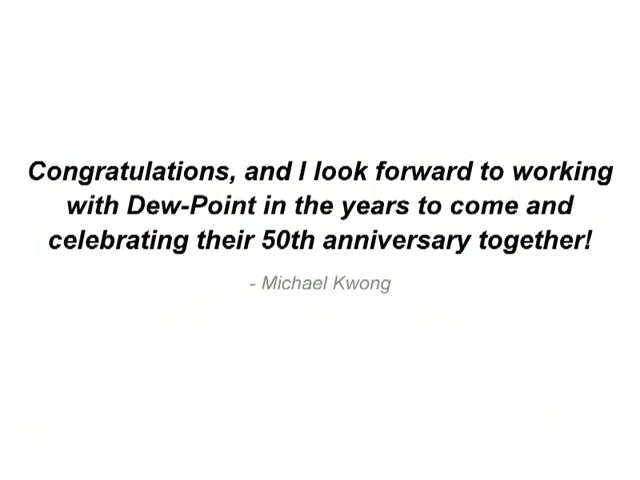 Congratulations, and I look forward to working
with Dew-Point in the years to come and
celebrating their 50th anniversary together!
- Michael Kwong